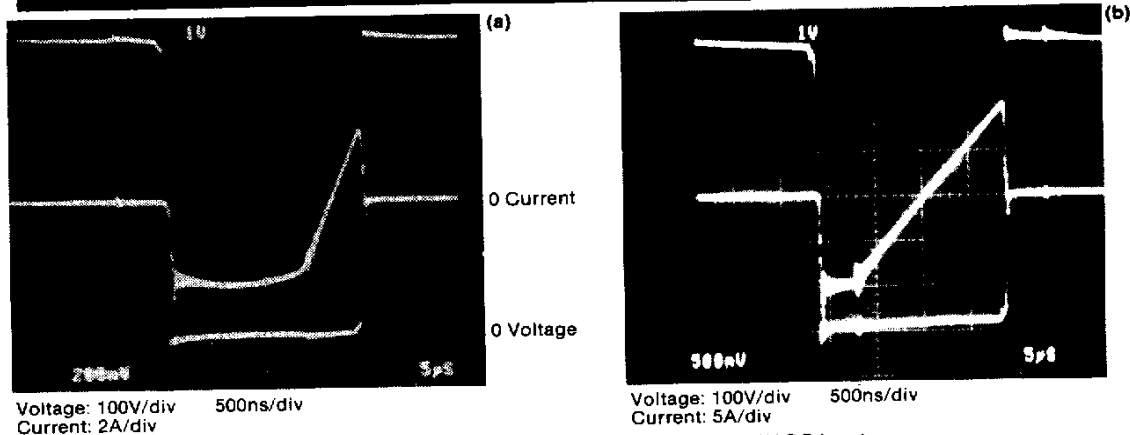 (a)
1V
0 Current
0 Voltage
200mV
5µS
Voltage: 100V/div 500ns/div
Current: 2A/div
(b)
1V
500mV
5µS
Voltage: 100V/div 500ns/div
Current: 5A/div